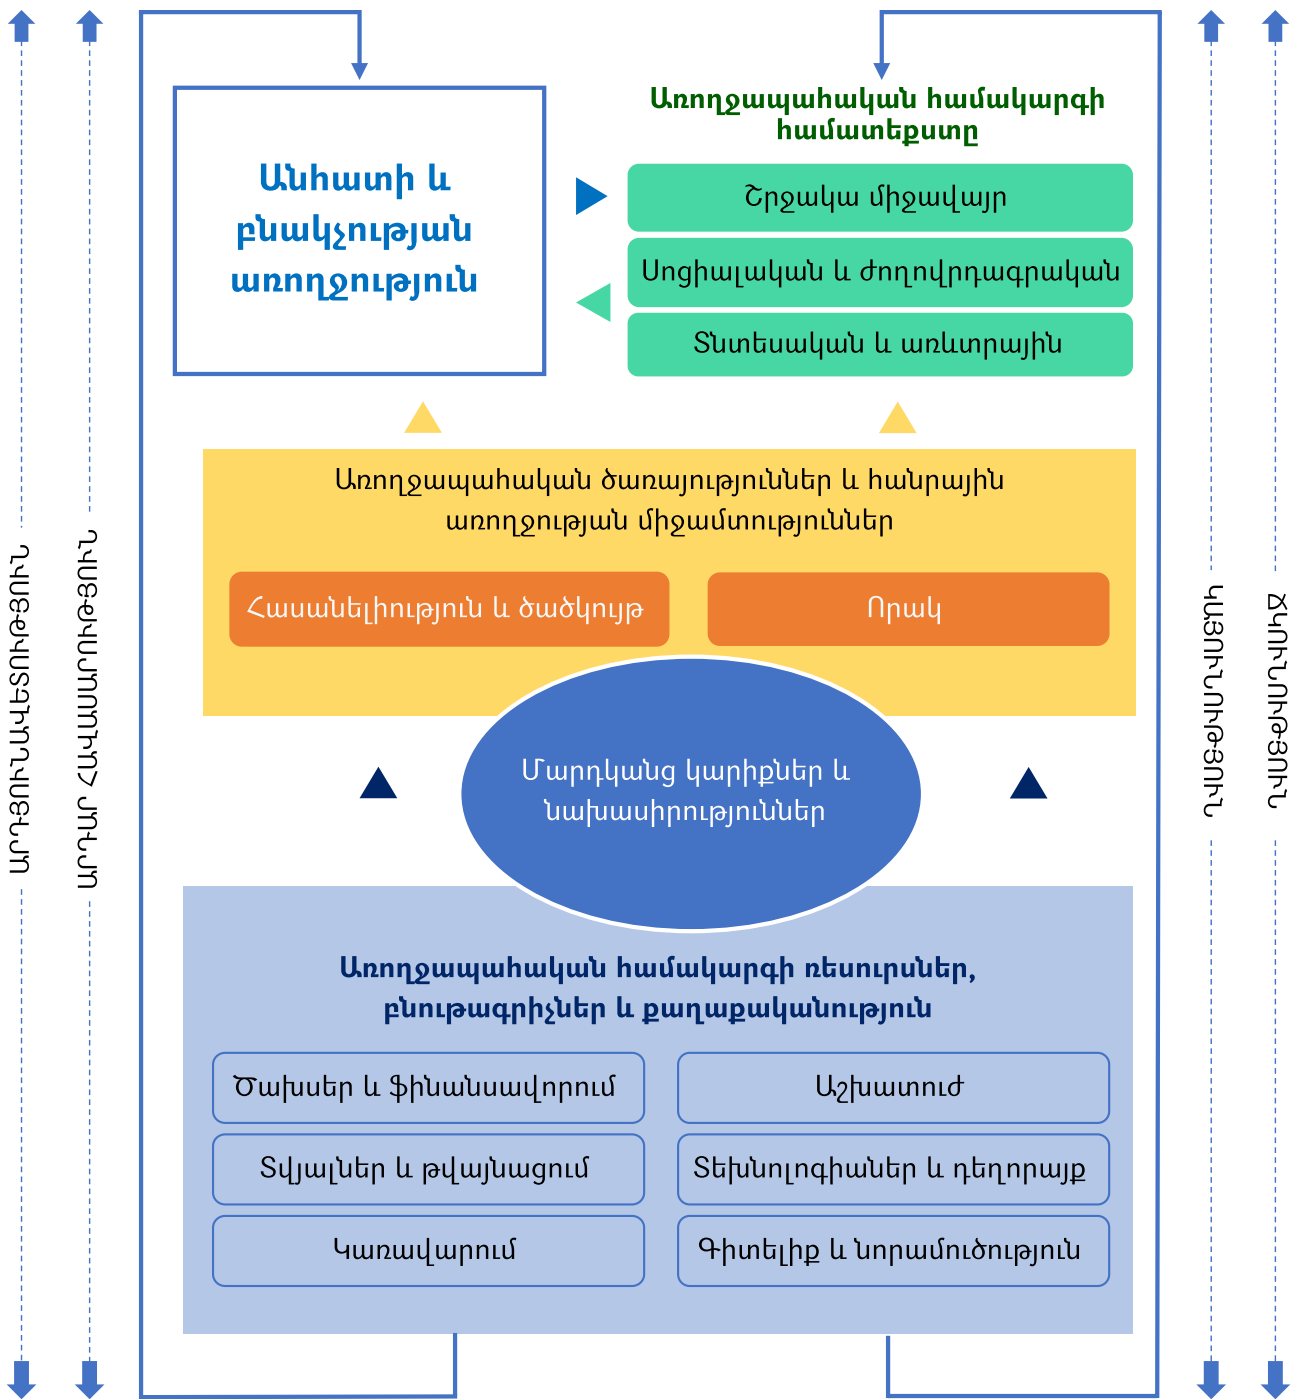 Անհատի և
բնակչության
առողջություն
Առողջապահական համակարգի
համատեքստը
Շրջակա միջավայր
Սոցիալական և ժողովրդագրական
Տնտեսական և առևտրային
Առողջապահական ծառայություններ և հանրային
առողջության միջամտություններ
Հասանելիություն և ծածկույթ
Որակ
Մարդկանց կարիքներ և
նախասիրություններ
Առողջապահական համակարգի ռեսուրսներ,
բնութագրիչներ և քաղաքականություն
Ծախսեր և ֆինանսավորում
Աշխատուժ
Տվյալներ և թվայնացում
Տեխնոլոգիաներ և դեղորայք
Կառավարում
Գիտելիք և նորամուծություն
ԱՐԴՅՈՒՆԱՎԵՏՈՒԹՅՈՒՆ
ԱՐԴԱՐ ՀԱՎԱՍԱՐՈՒԹՅՈՒՆ
ԿԱՅՈՒՆՈՒԹՅՈՒՆ
ՃԿՈՒՆՈՒԹՅՈՒՆ